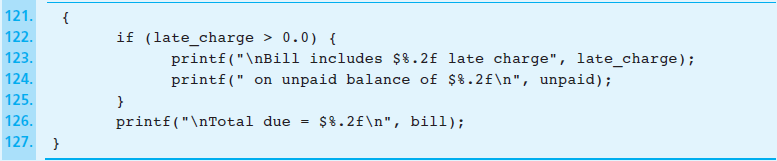 121. {
122. if (late_charge > 0.0) {
123. printf("\nBill includes $%.2f late charge", late_charge);
124. printf(" on unpaid balance of $%.2f\n", unpaid);
125. }
126. printf("\nTotal due = $%.2f\n", bill);
127. }